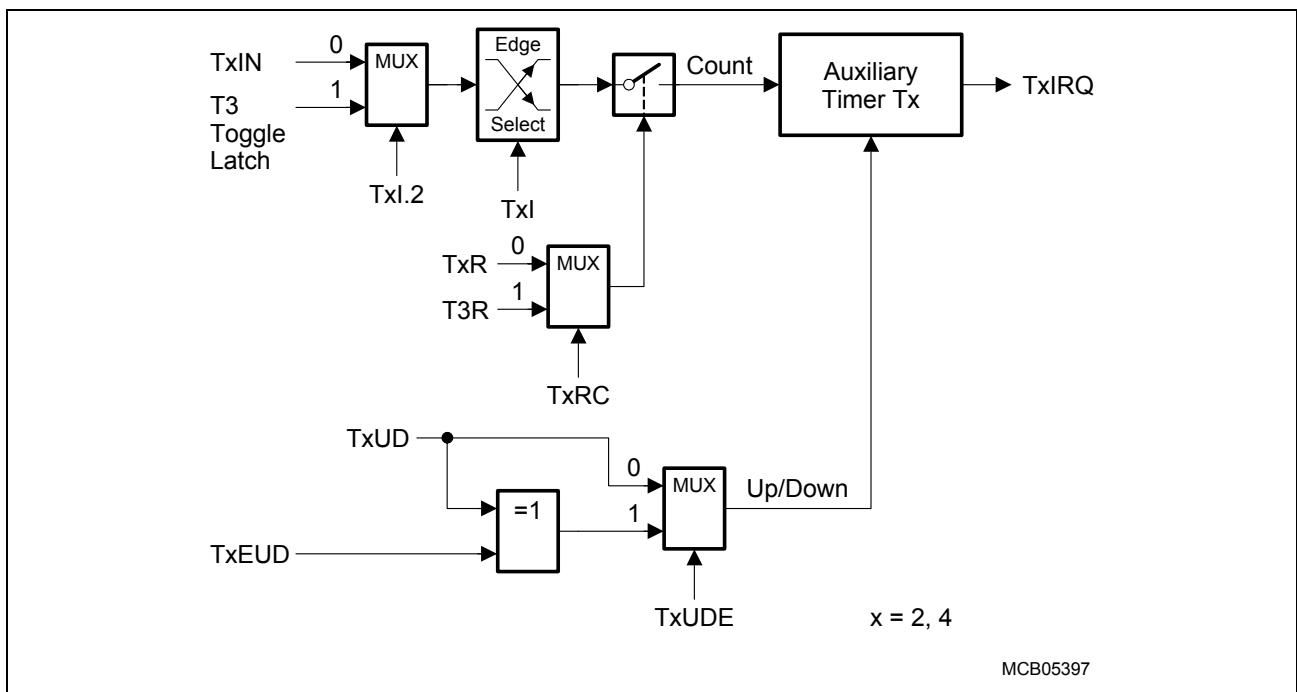 TxIN
0
MUX
T3
Toggle
Latch
1
TxI.2
Edge
Select
TxI
Count
Auxiliary
Timer Tx
TxIRQ
TxR
0
MUX
T3R
1
TxRC
TxUD
0
MUX
Up/Down
=1
1
TxEUD
TxUDE
x = 2, 4
MCB05397